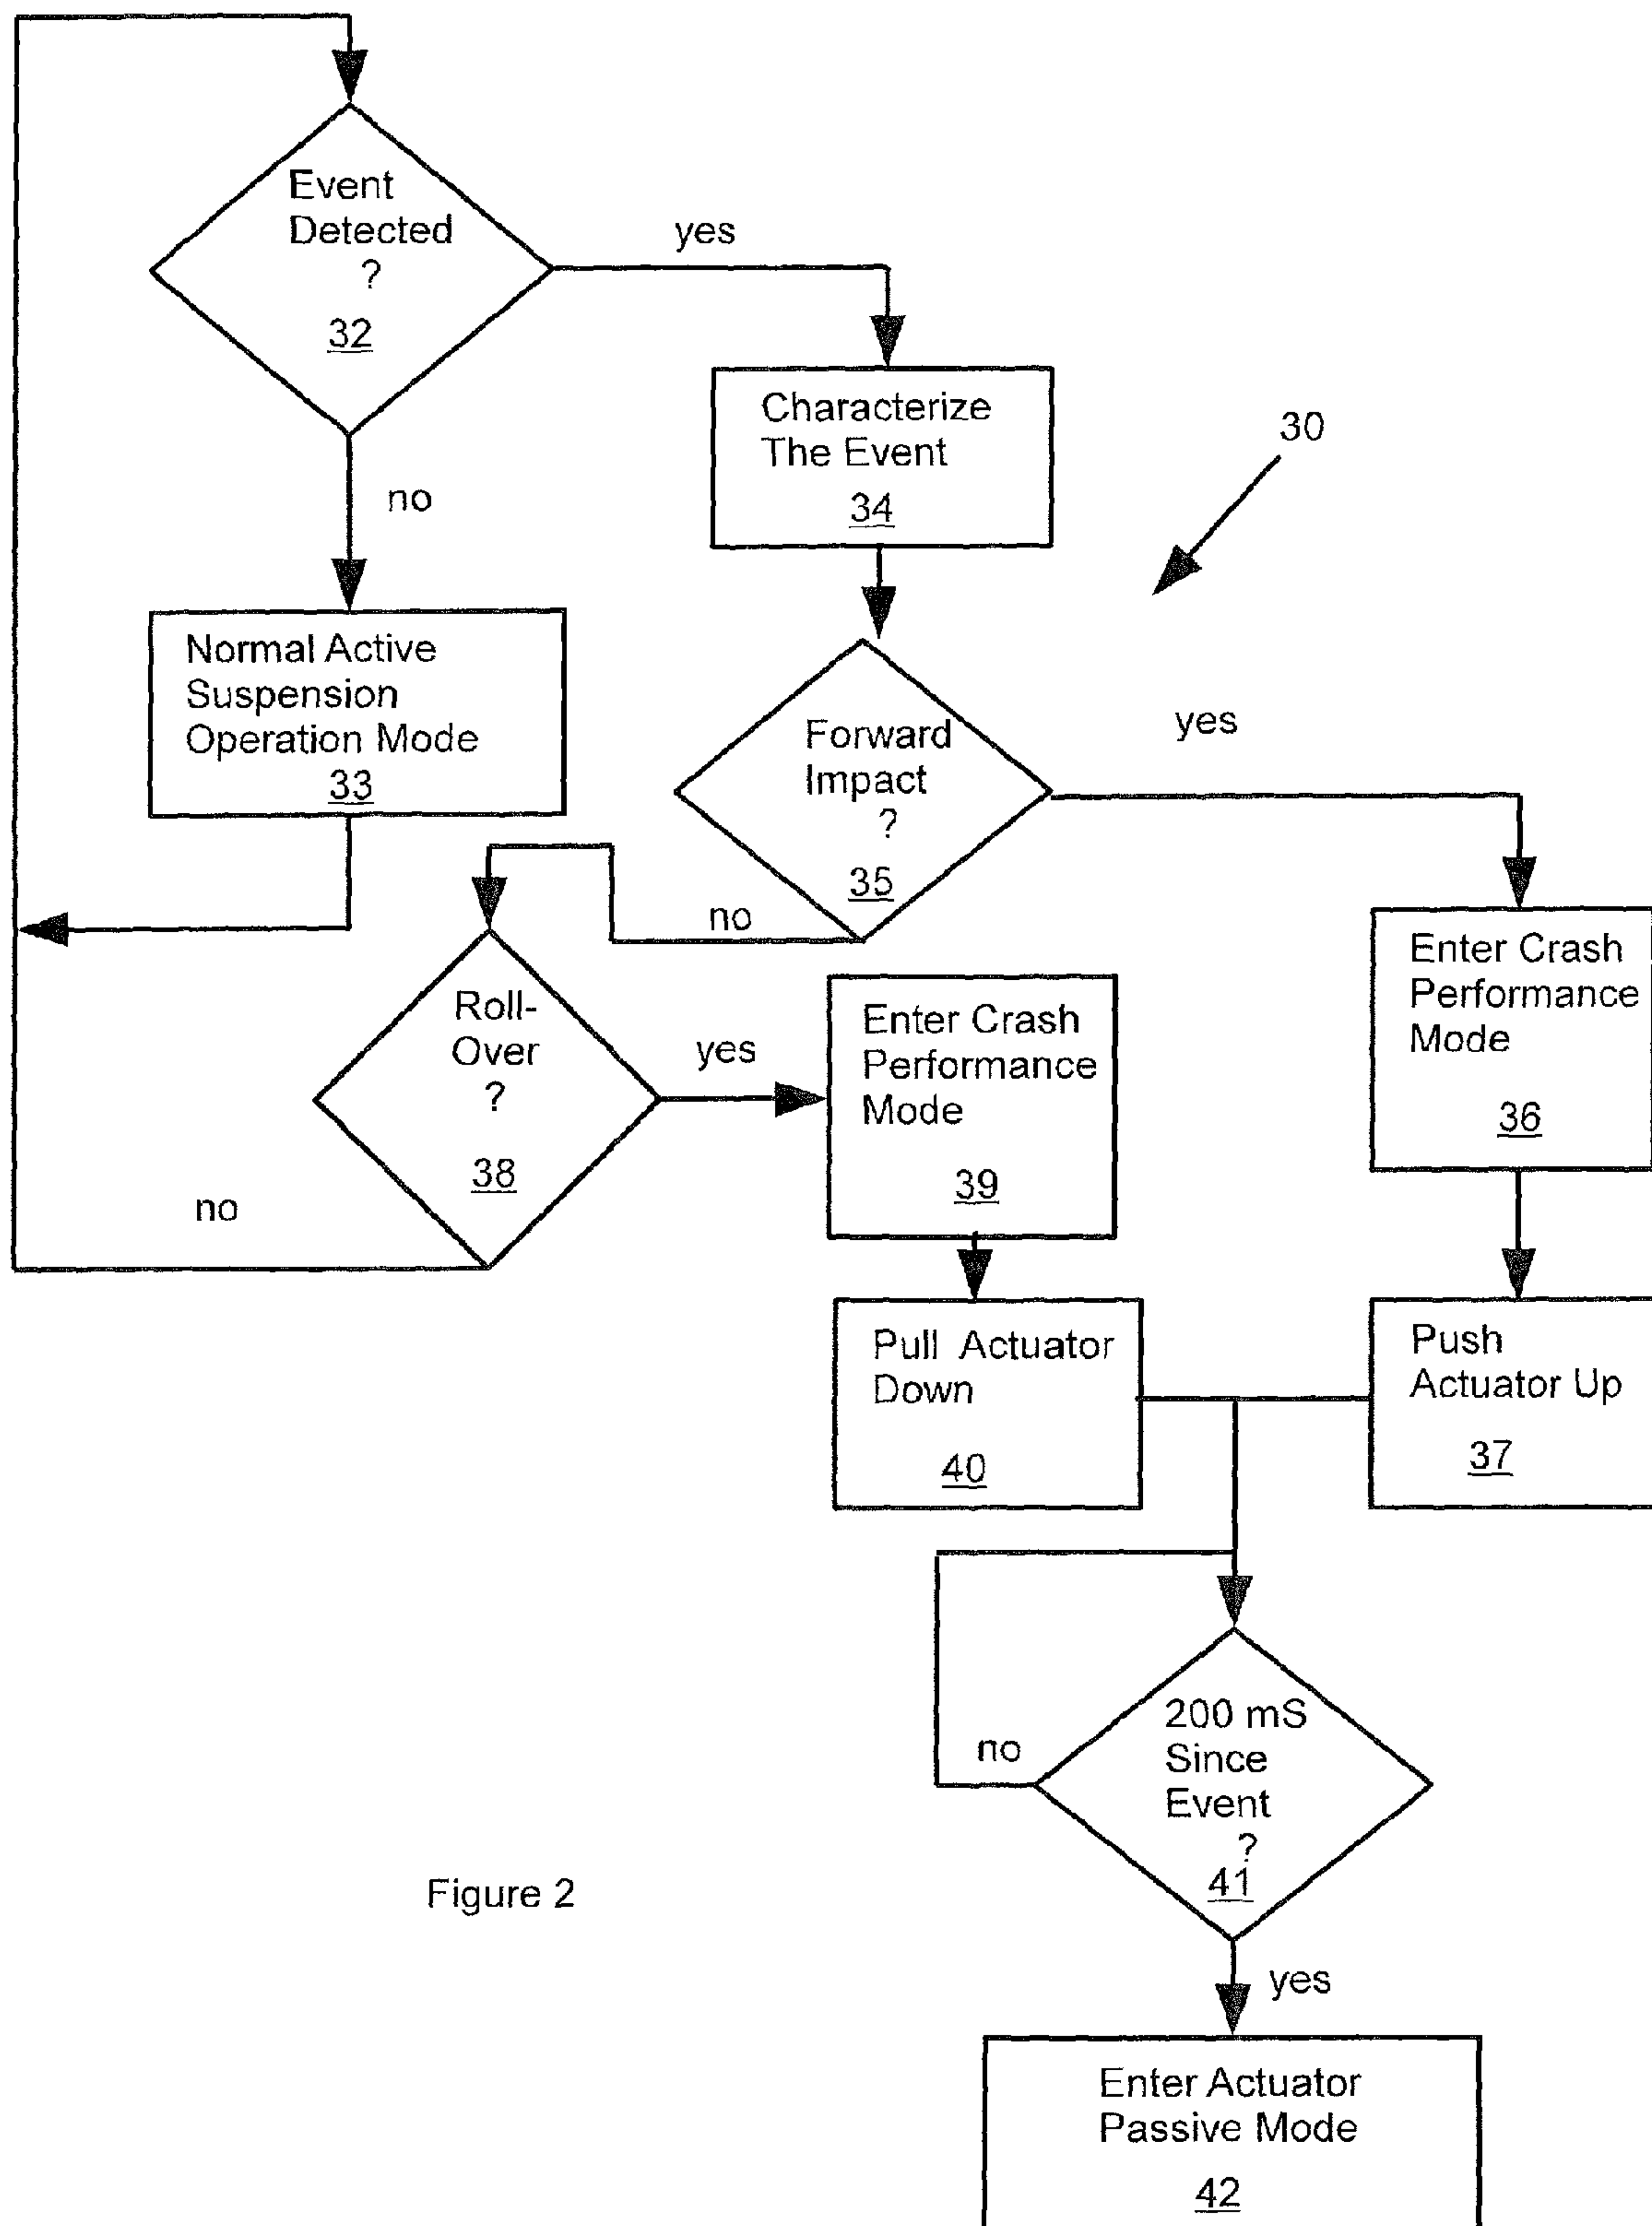 Event
Detected
?
32
yes
no
Characterize
The Event
34
30
Normal Active
Suspension
Operation Mode
33
Forward
Impact
?
35
yes
no
Enter Crash
Performance
Mode
36
Roll-
Over
?
38
yes
no
Enter Crash
Performance
Mode
39
Pull Actuator
Down
40
Push
Actuator Up
37
200 mS
Since
Event
?
41
no
yes
Enter Actuator
Passive Mode
42
Figure 2